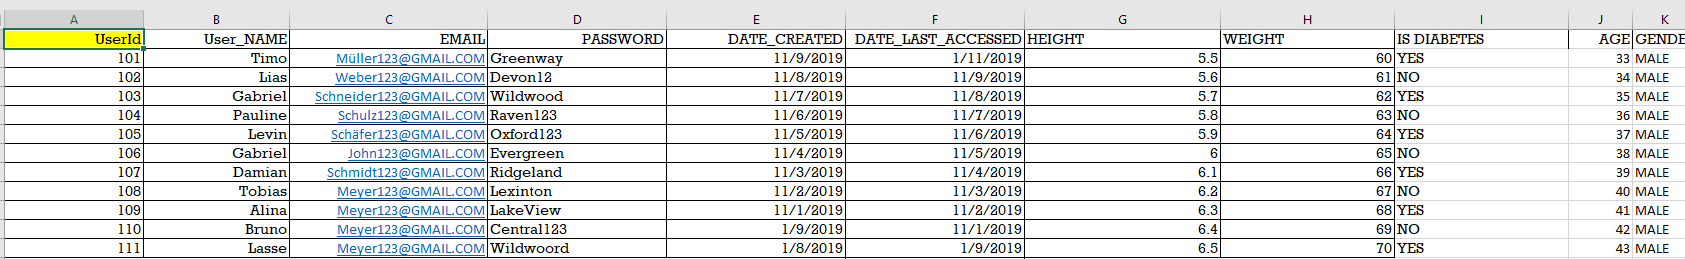 A B C D E F G H I J K
UserId User_NAME EMAIL PASSWORD DATE_CREATED DATE_LAST_ACCESSED HEIGHT WEIGHT IS DIABETES AGE GENDE
101 Timo Müller123@GMAIL.COM Greenway 11/9/2019 1/11/2019 5.5 60 YES 33 MALE
102 Lias Weber123@GMAIL.COM Devon12 11/8/2019 11/9/2019 5.6 61 NO 34 MALE
103 Gabriel Schneider123@GMAIL.COM Wildwood 11/7/2019 11/8/2019 5.7 62 YES 35 MALE
104 Pauline Schulz123@GMAIL.COM Raven123 11/6/2019 11/7/2019 5.8 63 NO 36 MALE
105 Levin Schäfer123@GMAIL.COM Oxford123 11/5/2019 11/6/2019 5.9 64 YES 37 MALE
106 Gabriel John123@GMAIL.COM Evergreen 11/4/2019 11/5/2019 6 65 NO 38 MALE
107 Damian Schmidt123@GMAIL.COM Ridgeland 11/3/2019 11/4/2019 6.1 66 YES 39 MALE
108 Tobias Meyer123@GMAIL.COM Lexinton 11/2/2019 11/3/2019 6.2 67 NO 40 MALE
109 Alina Meyer123@GMAIL.COM LakeView 11/1/2019 11/2/2019 6.3 68 YES 41 MALE
110 Bruno Meyer123@GMAIL.COM Central123 1/9/2019 11/1/2019 6.4 69 NO 42 MALE
111 Lasse Meyer123@GMAIL.COM Wildwoord 1/8/2019 1/9/2019 6.5 70 YES 43 MALE